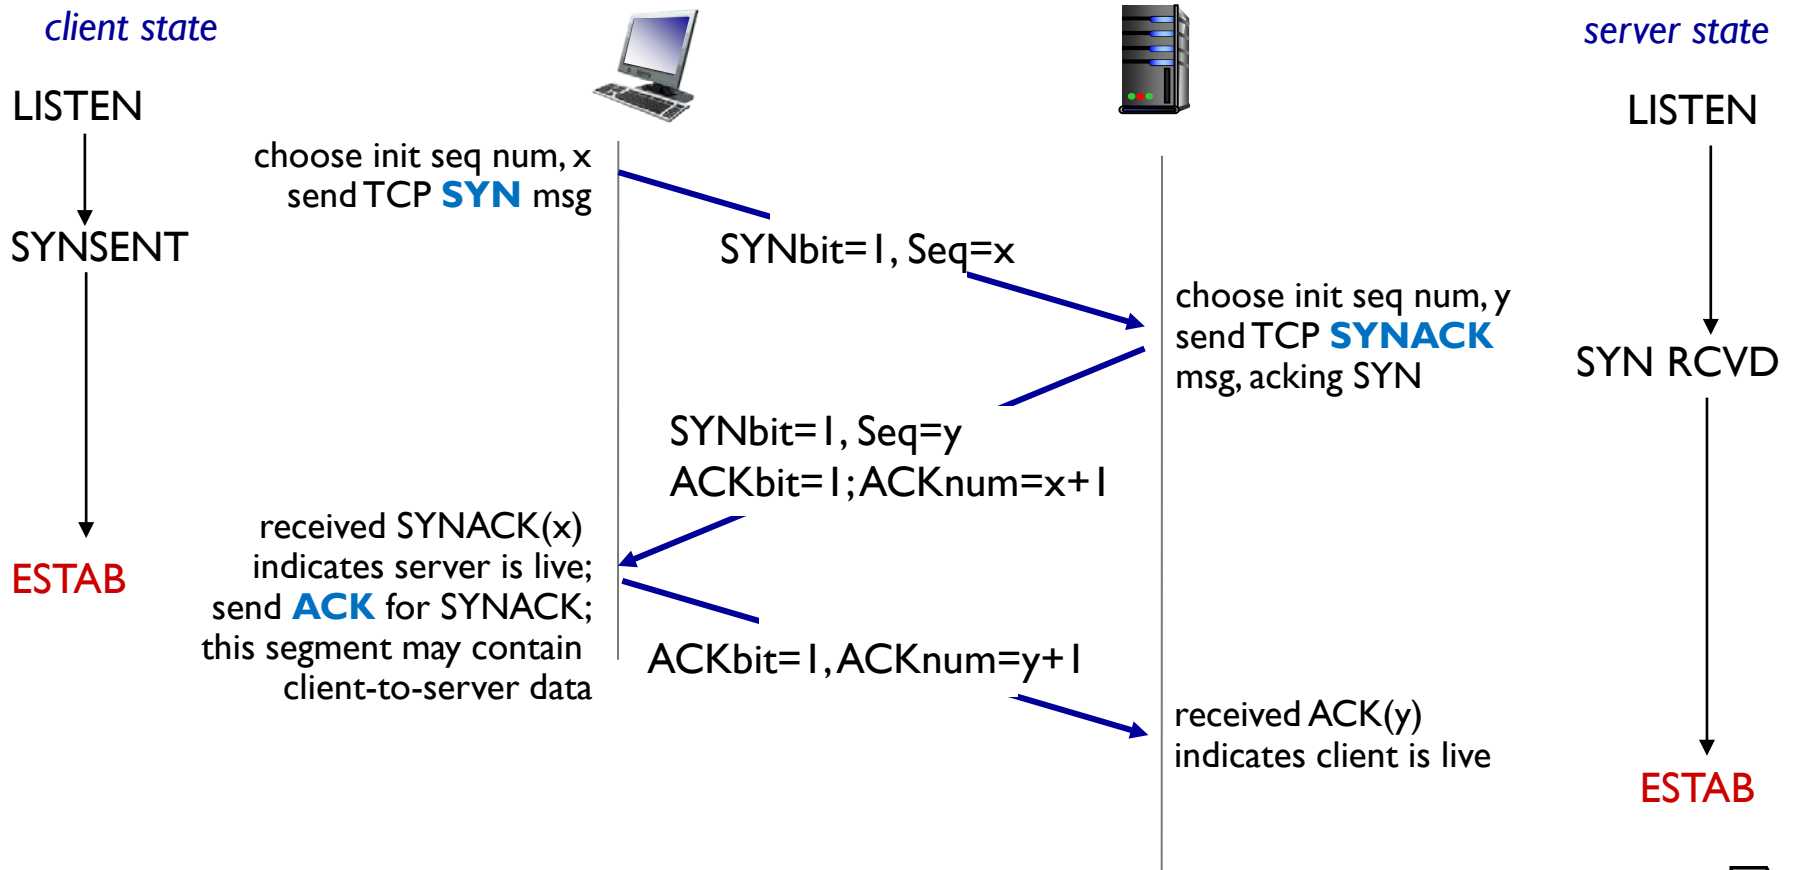 client state
server state
LISTEN
LISTEN
choose init seq num, x
send TCP SYN msg
SYNSENT
SYNbit=1, Seq=x
choose init seq num, y
send TCP SYNACK
msg, acking SYN
SYN RCVD
SYNbit=1, Seq=y
ACKbit=1; ACKnum=x+1
received SYNACK(x)
indicates server is live;
send ACK for SYNACK;
this segment may contain
client-to-server data
ESTAB
ACKbit=1, ACKnum=y+1
received ACK(y)
indicates client is live
ESTAB